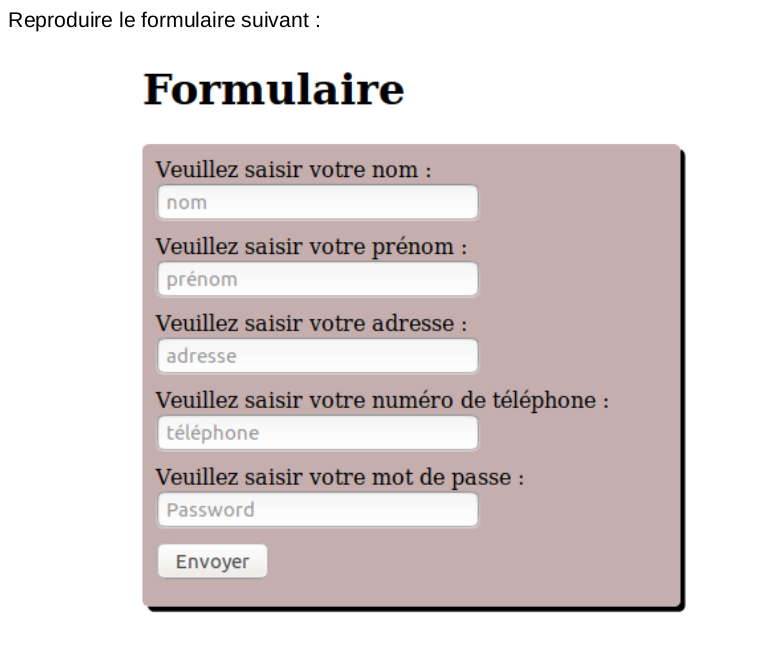 Reproduire le formulaire suivant :
Formulaire
Veuillez saisir votre nom :
nom
Veuillez saisir votre prénom :
prénom
Veuillez saisir votre adresse :
adresse
Veuillez saisir votre numéro de téléphone :
téléphone
Veuillez saisir votre mot de passe :
Password
Envoyer